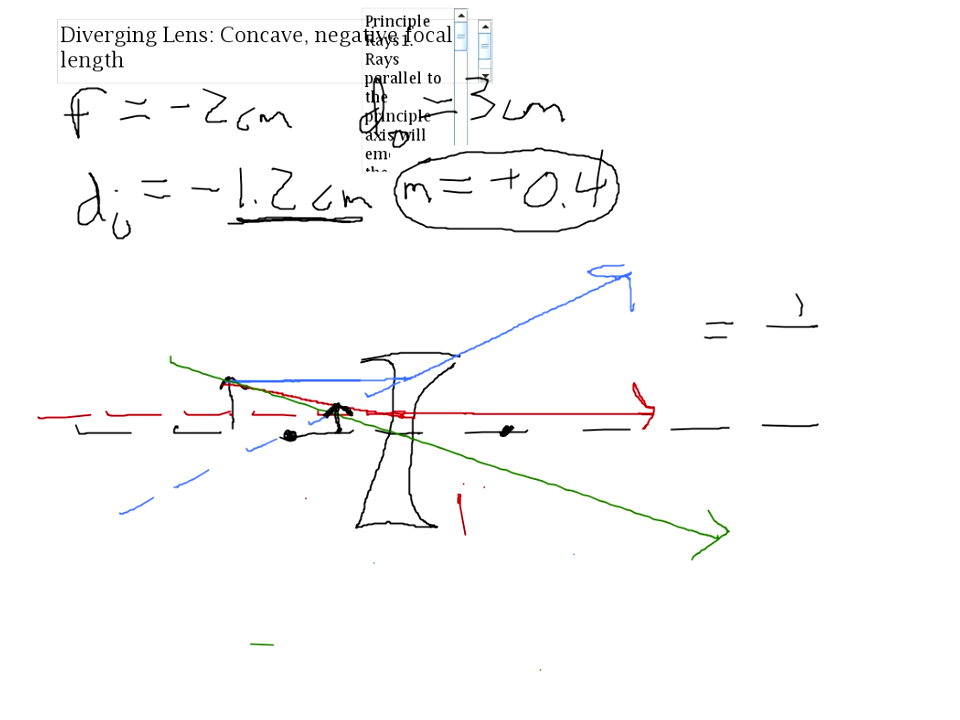 Diverging Lens: Concave, negative focal
length
Principle
Rays 1.
Rays
parallel to
the
principle
axis will
f = -2cm
d₀ = 3cm
dᵢ = -1.2cm
m = +0.4
=